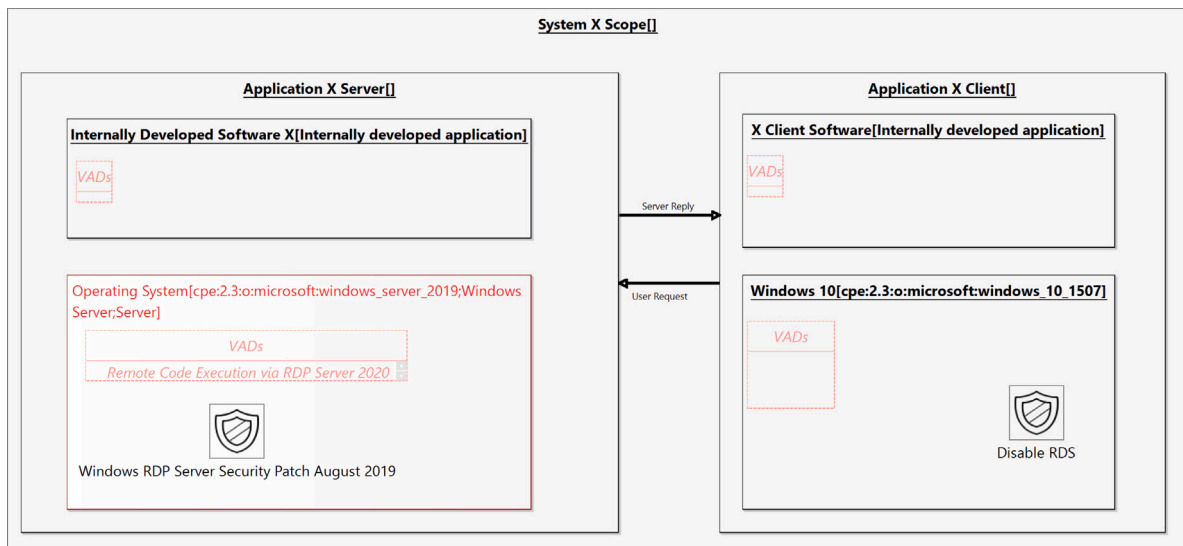 System X Scope[]
Application X Server[]
Internally Developed Software X[Internally developed application]
VADs
Operating System[cpe:2.3:o:microsoft:windows_server_2019;Windows
Server;Server]
VADs
Remote Code Execution via RDP Server 2020
Windows RDP Server Security Patch August 2019
Server Reply
User Request
Application X Client[]
X Client Software[Internally developed application]
VADs
Windows 10[cpe:2.3:o:microsoft:windows_10_1507]
VADs
Disable RDS